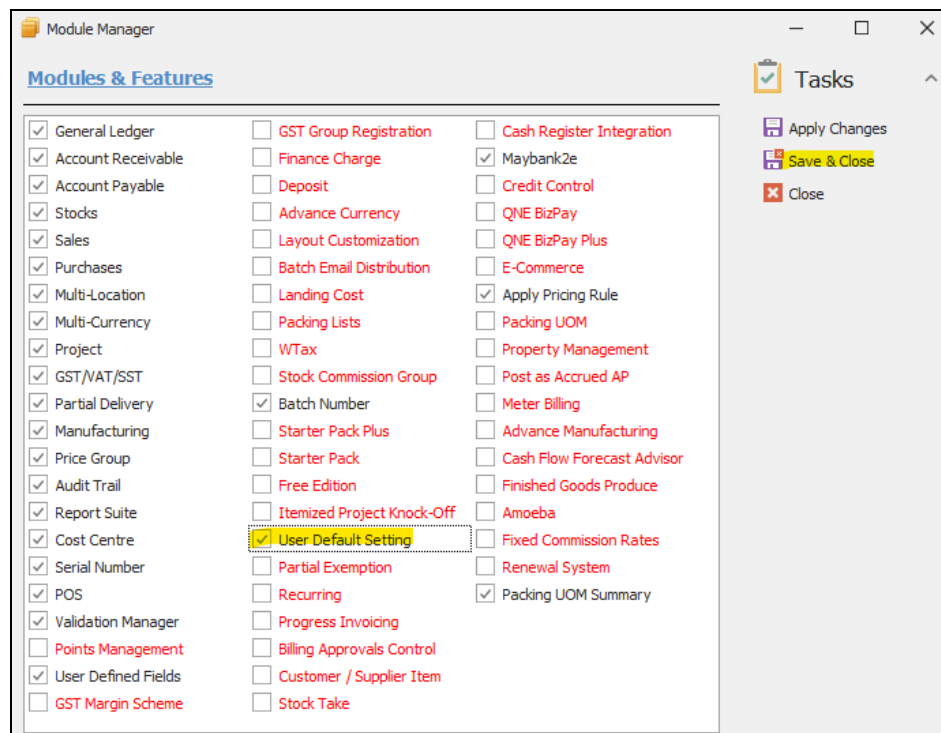 Module Manager
Modules & Features
General Ledger
Account Receivable
Account Payable
Stocks
Sales
Purchases
Multi-Location
Multi-Currency
Project
GST/VAT/SST
Partial Delivery
Manufacturing
Price Group
Audit Trail
Report Suite
Cost Centre
Serial Number
POS
Validation Manager
Points Management
User Defined Fields
GST Margin Scheme
GST Group Registration
Finance Charge
Deposit
Advance Currency
Layout Customization
Batch Email Distribution
Landing Cost
Packing Lists
WTax
Stock Commission Group
Batch Number
Starter Pack Plus
Starter Pack
Free Edition
Itemized Project Knock-Off
User Default Setting
Partial Exemption
Recurring
Progress Invoicing
Billing Approvals Control
Customer / Supplier Item
Stock Take
Cash Register Integration
Maybank2e
Credit Control
QNE BizPay
QNE BizPay Plus
E-Commerce
Apply Pricing Rule
Packing UOM
Property Management
Post as Accrued AP
Meter Billing
Advance Manufacturing
Cash Flow Forecast Advisor
Finished Goods Produce
Amoeba
Fixed Commission Rates
Renewal System
Packing UOM Summary
Tasks
Apply Changes
Save & Close
Close